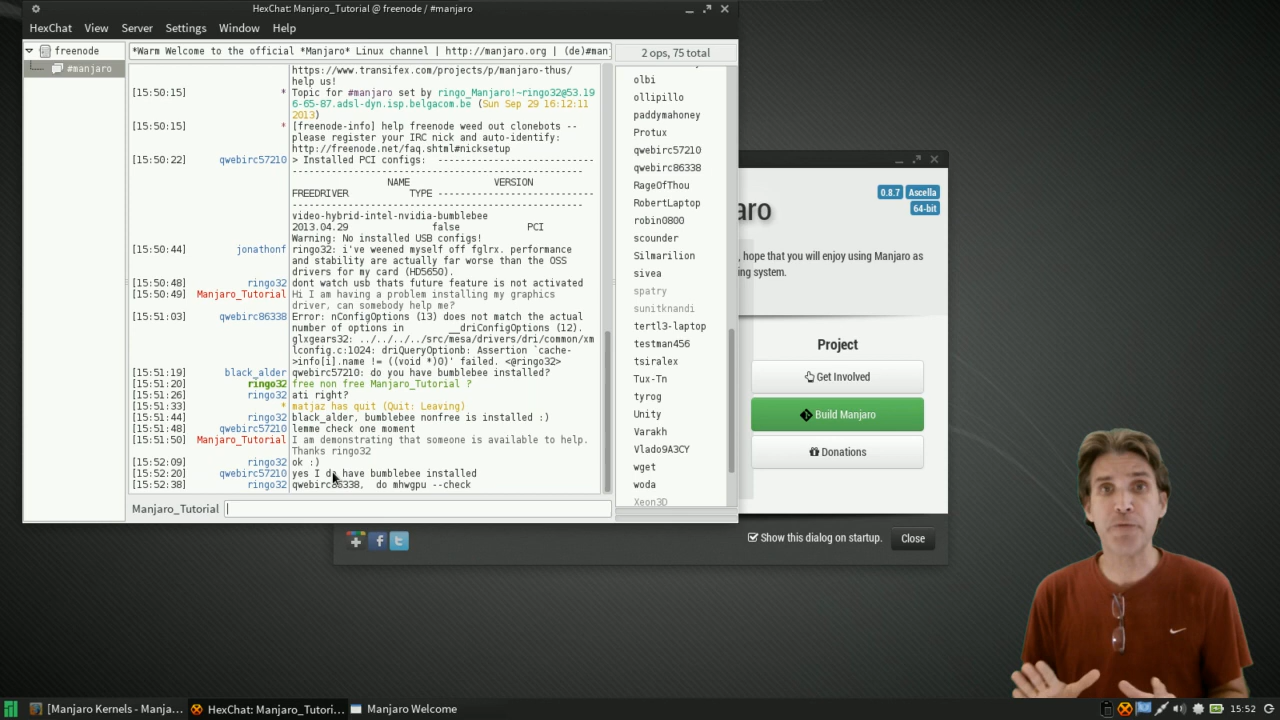 HexChat: Manjaro_Tutorial @ freenode / #manjaro
HexChat View Server Settings Window Help
freenode
#manjaro
*Warm Welcome to the official *Manjaro* Linux channel | http://manjaro.org | (de)#man
2 ops, 75 total
https://www.transifex.com/projects/p/manjaro-thus/
help us!
[15:50:15] * Topic for #manjaro set by ringo_Manjaro!~ringo32@53.19
6-65-87.adsl-dyn.isp.belgacom.be (Sun Sep 29 16:12:11
2013)
[15:50:15] * [freenode-info] help freenode weed out clonebots --
please register your IRC nick and auto-identify:
http://freenode.net/faq.shtml#nicksetup
[15:50:22] qwebirc57210 > Installed PCI configs: ----------------------------
----------------------------------------------------
NAME VERSION
FREEDRIVER TYPE ----------------------------
----------------------------------------------------
video-hybrid-intel-nvidia-bumblebee
2013.04.29 false PCI
Warning: No installed USB configs!
[15:50:44] jonathonf ringo32: i've weened myself off fglrx. performance
and stability are actually far worse than the OSS
drivers for my card (HD5650).
[15:50:48] ringo32 dont watch usb thats future feature is not activated
[15:50:49] Manjaro_Tutorial Hi I am having a problem installing my graphics
driver, can somebody help me?
[15:51:03] qwebirc86338 Error: nConfigOptions (13) does not match the actual
number of options in __driConfigOptions (12).
glxgears32: ../../../../src/mesa/drivers/dri/common/xm
lconfig.c:1024: driQueryOptionb: Assertion `cache-
>info[i].name != ((void *)0)' failed. <@ringo32>
[15:51:19] black_alder qwebirc57210: do you have bumblebee installed?
[15:51:20] ringo32 free non free Manjaro_Tutorial ?
[15:51:26] ringo32 ati right?
[15:51:33] * matjaz has quit (Quit: Leaving)
[15:51:44] ringo32 black_alder, bumblebee nonfree is installed :)
[15:51:48] qwebirc57210 lemme check one moment
[15:51:50] Manjaro_Tutorial I am demonstrating that someone is available to help.
Thanks ringo32
[15:52:09] ringo32 ok :)
[15:52:20] qwebirc57210 yes I do have bumblebee installed
[15:52:38] ringo32 qwebirc86338, do mhwgpu --check
Manjaro_Tutorial
olbi
ollipillo
paddymahoney
Protux
qwebirc57210
qwebirc86338
RageOfThou
RobertLaptop
robin0800
scounder
Silmarilion
sivea
spatry
sunitknandi
tertl3-laptop
testman456
tsiralex
Tux-Tn
tyrog
Unity
Varakh
Vlado9A3CY
wget
woda
Xeon3D
aro
0.8.7 Ascella
64-bit
, hope that you will enjoy using Manjaro as
ing system.
Project
Get Involved
Build Manjaro
Donations
Show this dialog on startup. Close
[Manjaro Kernels - Manja... HexChat: Manjaro_Tutori... Manjaro Welcome 15:52